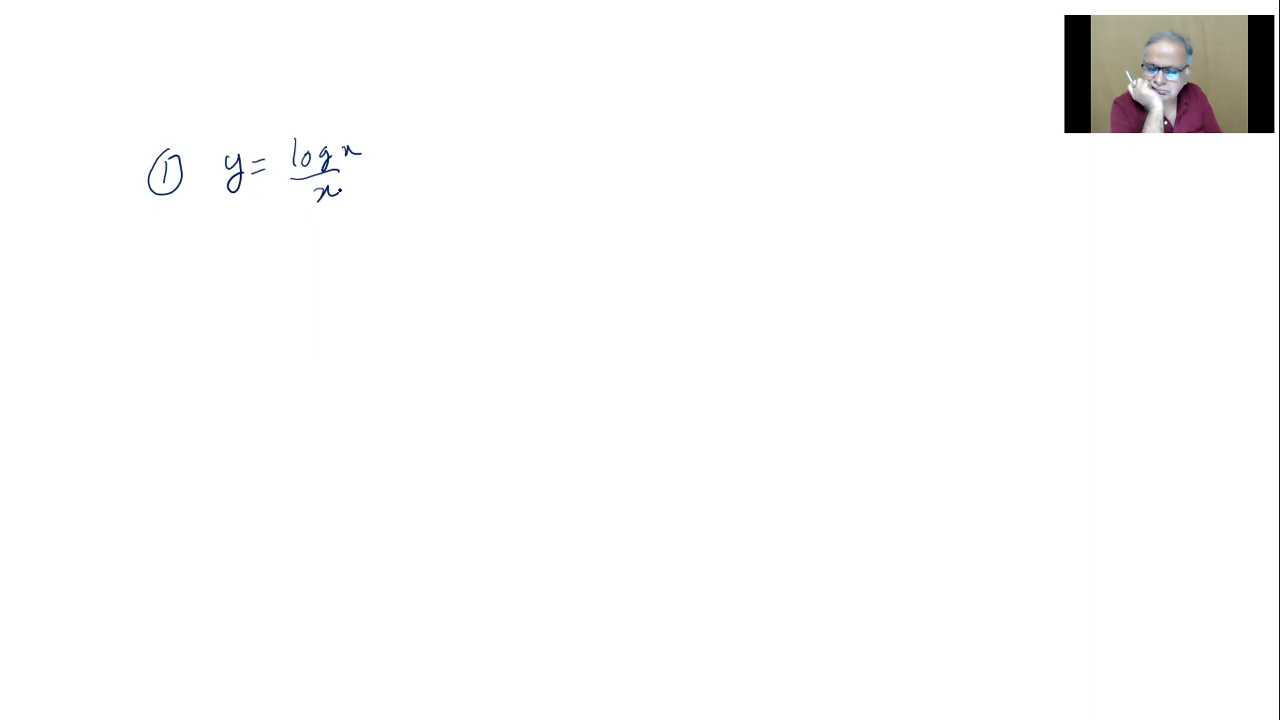 ① y = log x / x